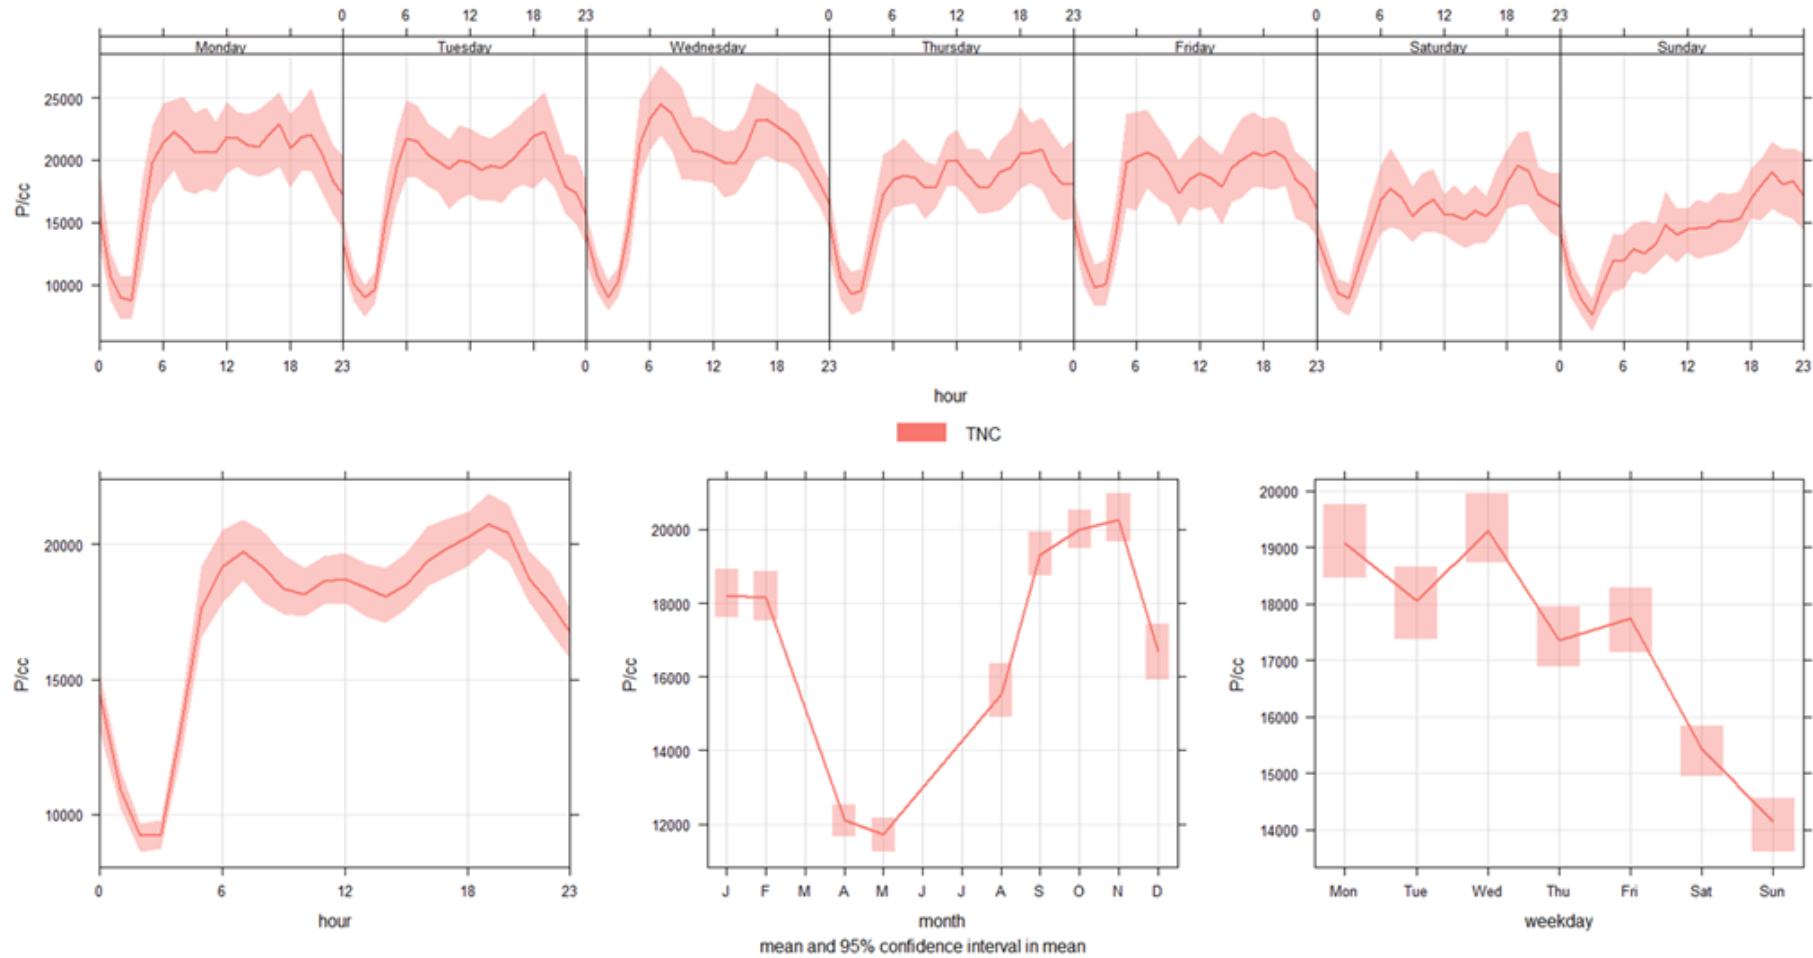 0 6 12 18 23 0 6 12 18 23 0 6 12 18 23
Monday Tuesday Wednesday Thursday Friday Saturday Sunday
25000
20000
15000
10000
P/cc
0 6 12 18 23 0 6 12 18 23 0 6 12 18 23 0 6 12 18 23
hour
TNC
20000
15000
10000
P/cc
0 6 12 18 23
hour
20000
18000
16000
14000
12000
P/cc
J F M A M J J A S O N D
month
mean and 95% confidence interval in mean
20000
19000
18000
17000
16000
15000
14000
P/cc
Mon Tue Wed Thu Fri Sat Sun
weekday